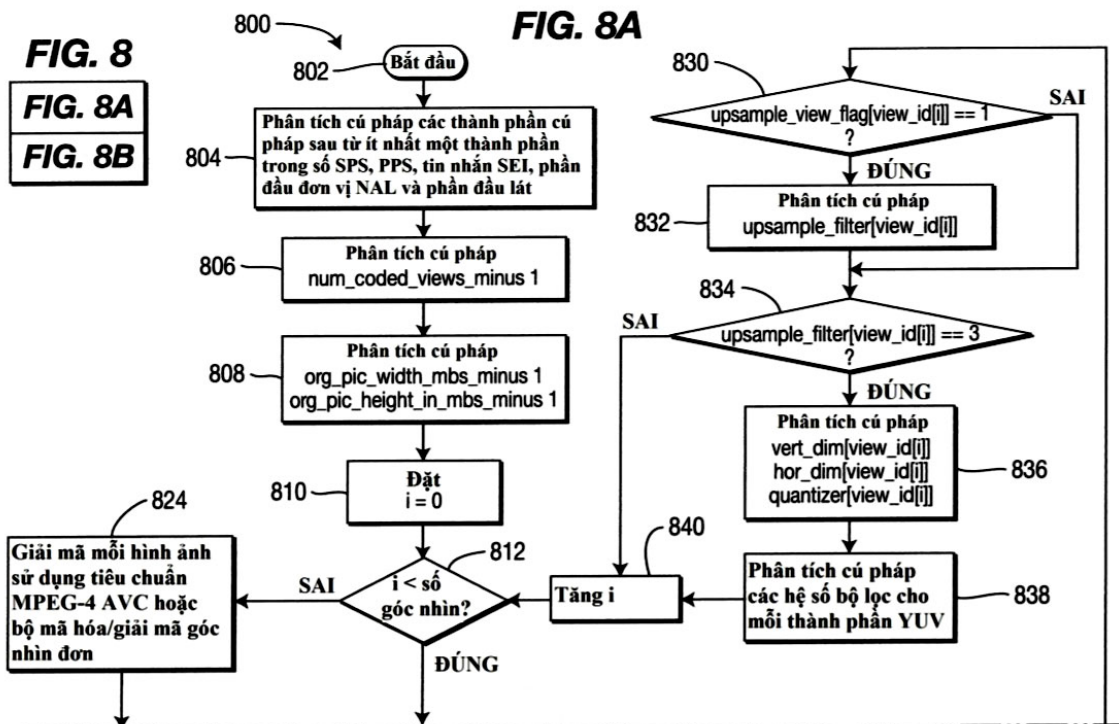 FIG. 8
FIG. 8A
FIG. 8B
FIG. 8A
800
802
Bắt đầu
804
Phân tích cú pháp các thành phần cú
pháp sau từ ít nhất một thành phần
trong số SPS, PPS, tin nhắn SEI, phần
đầu đơn vị NAL và phần đầu lát
806
Phân tích cú pháp
num_coded_views_minus 1
808
Phân tích cú pháp
org_pic_width_mbs_minus 1
org_pic_height_in_mbs_minus 1
810
Đặt
i = 0
812
i < số
góc nhìn?
SAI
ĐÚNG
824
Giải mã mỗi hình ảnh
sử dụng tiêu chuẩn
MPEG-4 AVC hoặc
bộ mã hóa/giải mã góc
nhìn đơn
830
upsample_view_flag[view_id[i]] == 1
?
SAI
ĐÚNG
832
Phân tích cú pháp
upsample_filter[view_id[i]]
834
SAI
upsample_filter[view_id[i]] == 3
?
ĐÚNG
Phân tích cú pháp
vert_dim[view_id[i]]
hor_dim[view_id[i]]
quantizer[view_id[i]]
836
840
Tăng i
Phân tích cú pháp
các hệ số bộ lọc cho
mỗi thành phần YUV
838